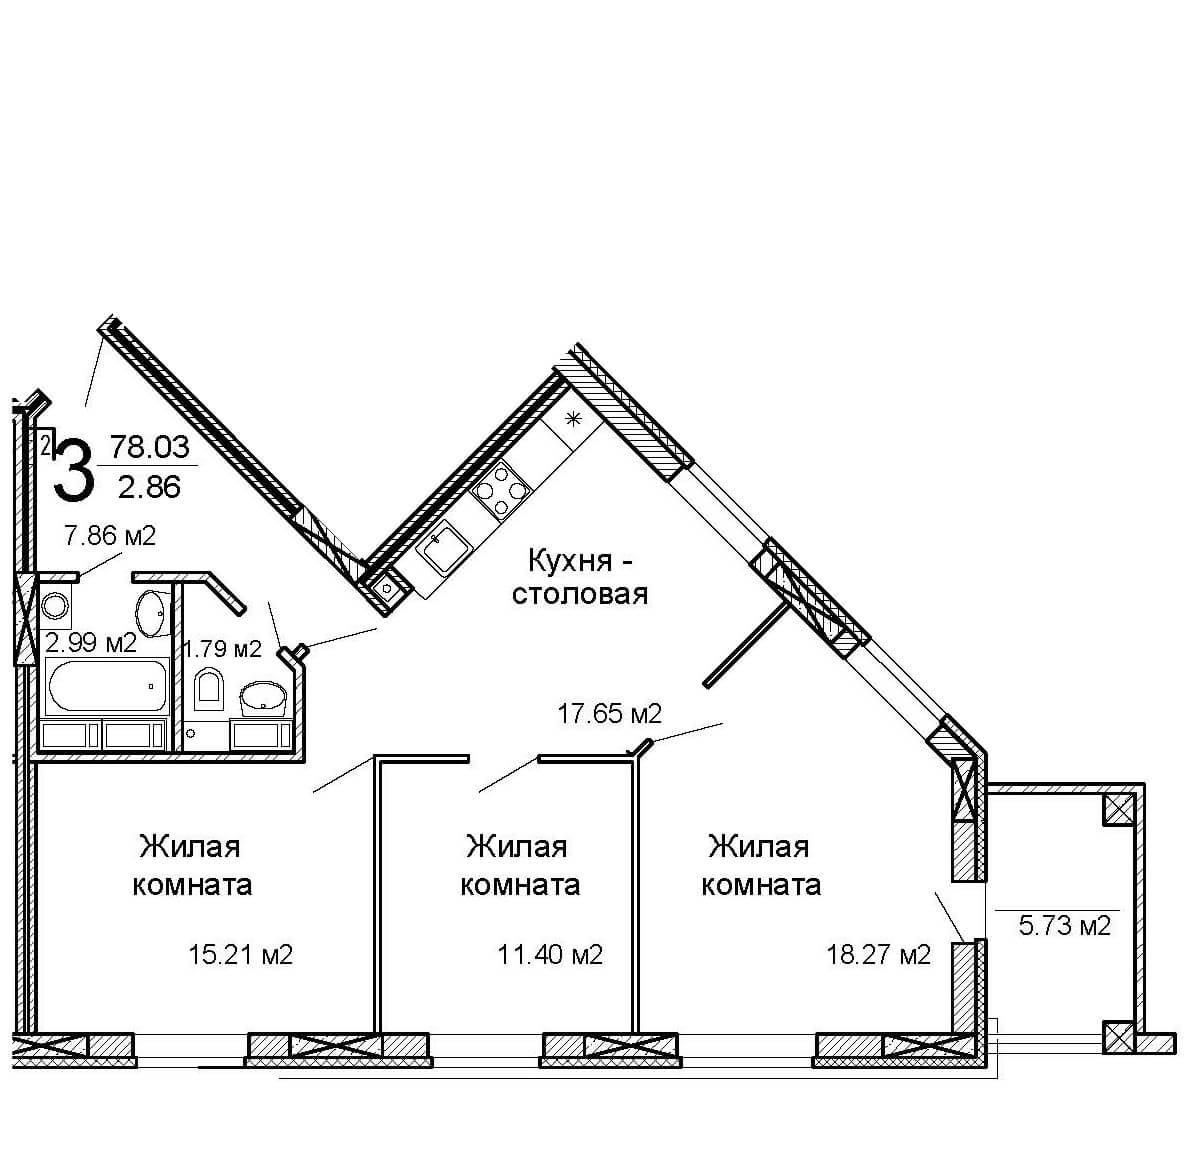 2
3
78.03
2.86
7.86 м2
Кухня -
столовая
2.99 м2
1.79 м2
17.65 м2
Жилая
комната
15.21 м2
Жилая
комната
11.40 м2
Жилая
комната
18.27 м2
5.73 м2